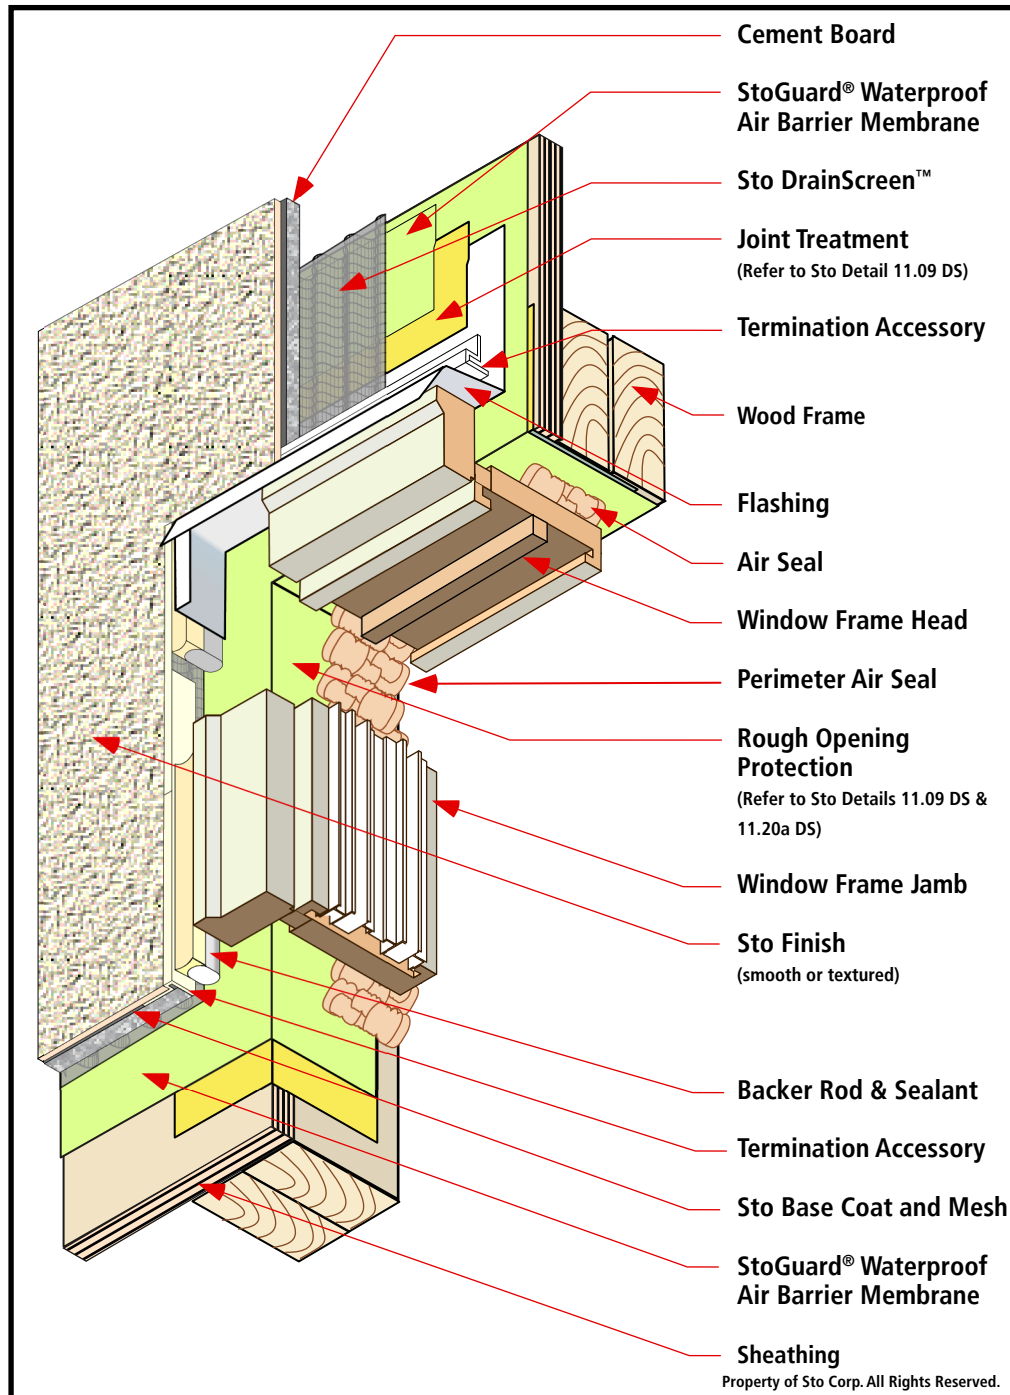 Cement Board
StoGuard® Waterproof
Air Barrier Membrane
Sto DrainScreen™
Joint Treatment
(Refer to Sto Detail 11.09 DS)
Termination Accessory
Wood Frame
Flashing
Air Seal
Window Frame Head
Perimeter Air Seal
Rough Opening
Protection
(Refer to Sto Details 11.09 DS &
11.20a DS)
Window Frame Jamb
Sto Finish
(smooth or textured)
Backer Rod & Sealant
Termination Accessory
Sto Base Coat and Mesh
StoGuard® Waterproof
Air Barrier Membrane
Sheathing
Property of Sto Corp. All Rights Reserved.